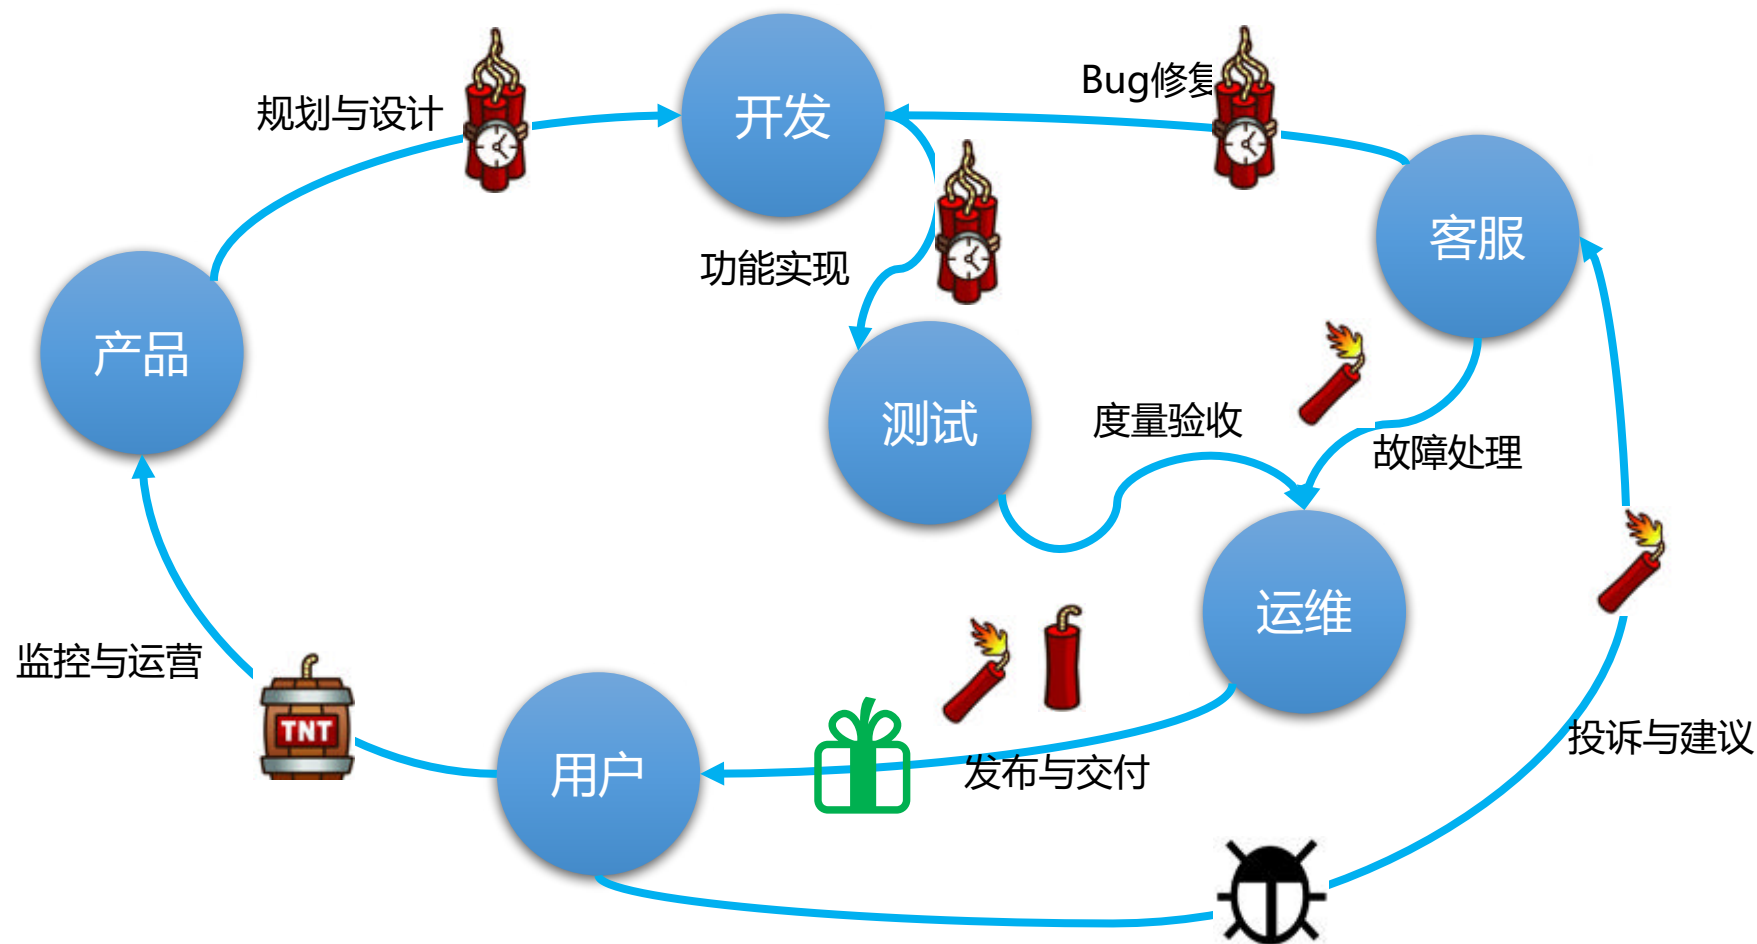 开发
Bug修复
规划与设计
客服
功能实现
产品
测试
度量验收
故障处理
运维
监控与运营
TNT
用户
发布与交付
投诉与建议